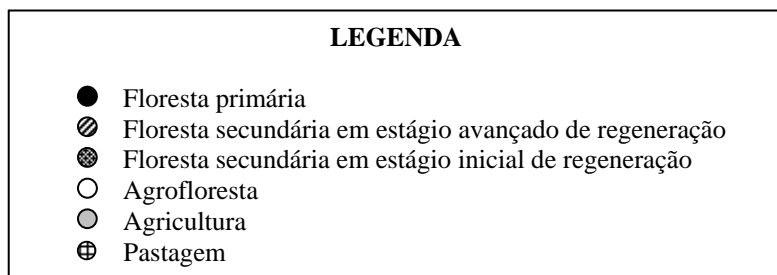 LEGENDA
Floresta primária
Floresta secundária em estágio avançado de regeneração
Floresta secundária em estágio inicial de regeneração
Agrofloresta
Agricultura
Pastagem